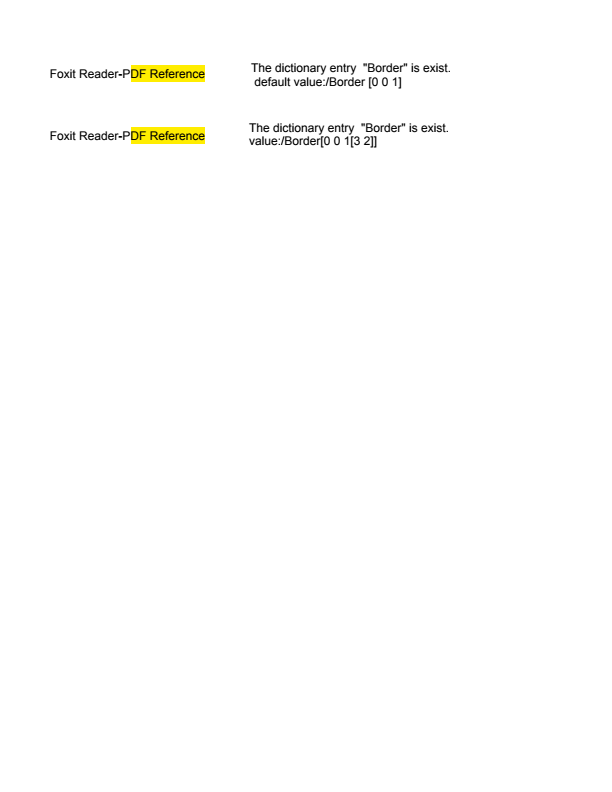 Foxit Reader-PDF Reference
The dictionary entry  "Border" is exist.
default value:/Border [0 0 1]
Foxit Reader-PDF Reference
The dictionary entry  "Border" is exist.
value:/Border[0 0 1[3 2]]